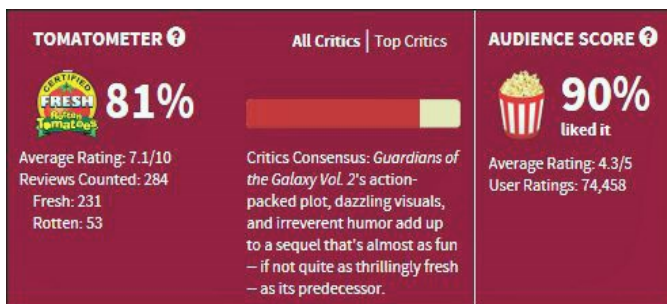 TOMATOMETER ?
CERTIFIED
FRESH
Rotten
Tomatoes
81%
Average Rating: 7.1/10
Reviews Counted: 284
Fresh: 231
Rotten: 53
All Critics | Top Critics
Critics Consensus: Guardians of
the Galaxy Vol. 2's action-
packed plot, dazzling visuals,
and irreverent humor add up
to a sequel that's almost as fun
– if not quite as thrillingly fresh
– as its predecessor.
AUDIENCE SCORE ?
90%
liked it
Average Rating: 4.3/5
User Ratings: 74,458